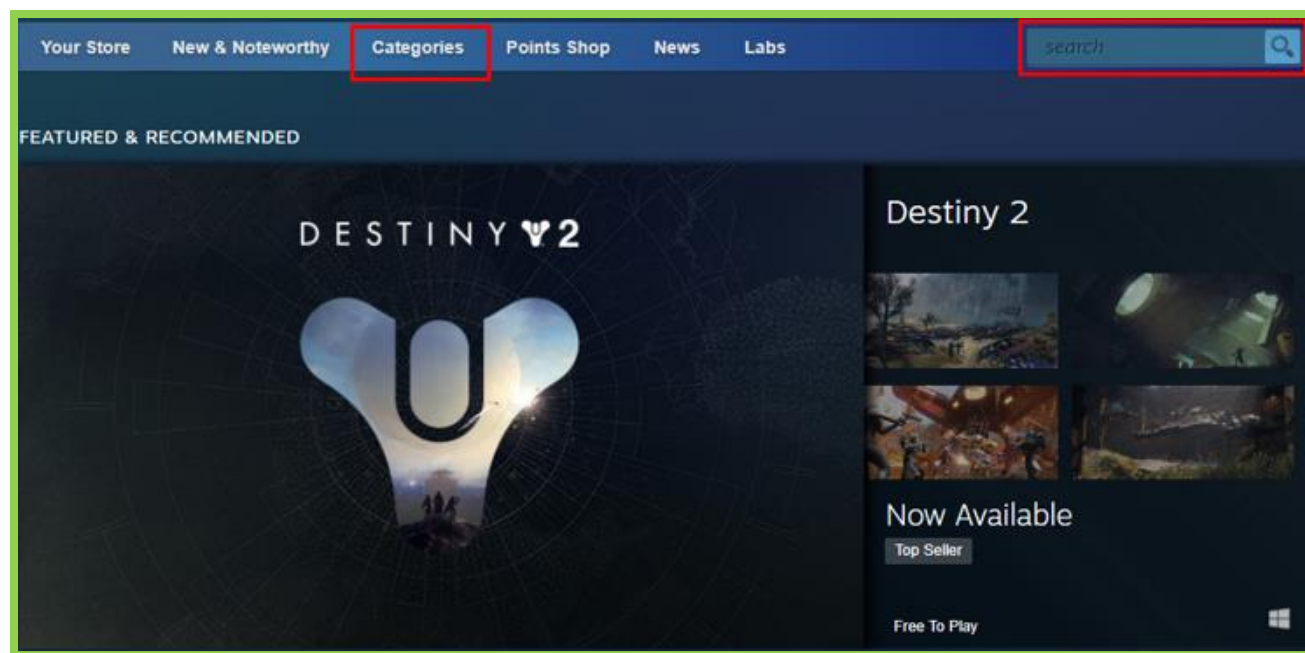 Your Store New & Noteworthy Categories Points Shop News Labs search
FEATURED & RECOMMENDED
DESTINY 2
Destiny 2
Now Available
Top Seller
Free To Play